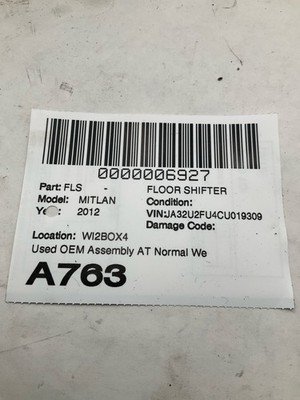 0000006927
Part: FLS - FLOOR SHIFTER
Model: MITLAN Condition:
Year: 2012 VIN:JA32U2FU4CU019309
Damage Code:
Location: WI2BOX4
Used OEM Assembly AT Normal We
A763